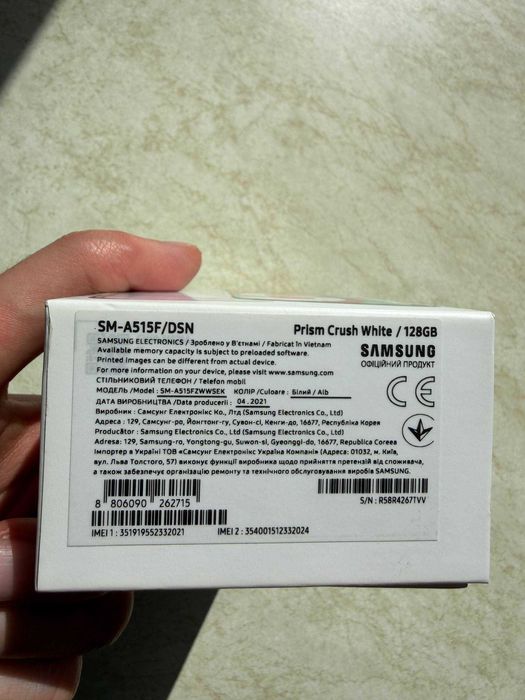 SM-A515F/DSN
Prism Crush White / 128GB
SAMSUNG ELECTRONICS / Зроблено у В'єтнамі / Fabricat în Vietnam
Available memory capacity is subject to preloaded software.
Printed images can be different from actual device.
For more information on your device, please visit www.samsung.com
SAMSUNG
ОФІЦІЙНИЙ ПРОДУКТ
СТІЛЬНИКОВИЙ ТЕЛЕФОН / Telefon mobil
МОДЕЛЬ / Model : SM-A515FZWWSEK КОЛІР /Culoare : Білий / Alb
ДАТА ВИРОБНИЦТВА /Data producerii : 04.2021
CE
Виробник : Самсунг Електронікс Ко., Лтд (Samsung Electronics Co., Ltd)
Адреса : 129, Самсунг-ро, Йонгтонг-гу, Сувон-сі, Кенгі-до, 16677, Республіка Корея
Producător : Samsung Electronics Co., Ltd (Samsung Electronics Co., Ltd)
Adresa: 129, Samsung-ro, Yongtong-gu, Suwon-si, Gyeonggi-do, 16677, Republica Coreea
Імпортер в Україні ТОВ «Самсунг Електронікс Україна Компані» (Адреса: 01032, м. Київ,
вул. Льва Толстого, 57) виконує функції виробника щодо прийняття претензій від споживача,
а також забезпечує організацію ремонту та технічного обслуговування виробів SAMSUNG.
8 806090 262715
S/N : R58R42671VV
IMEI 1 : 351919552332021 IMEI 2 : 354001512332024